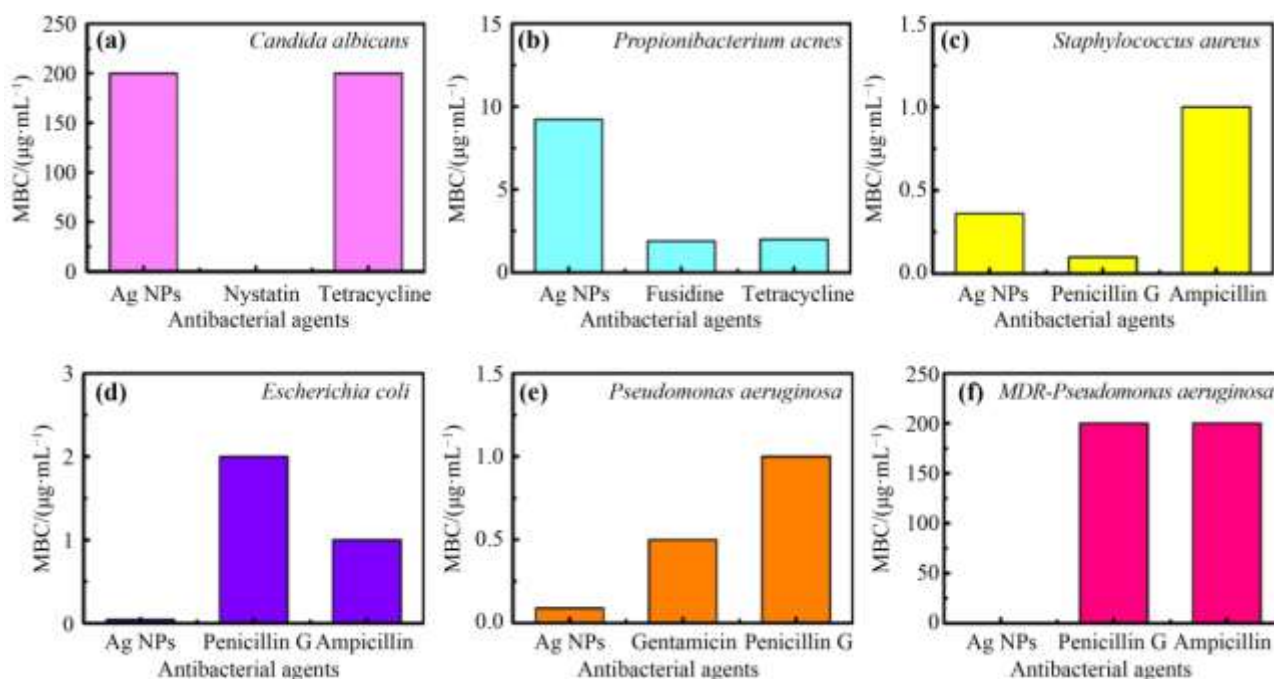 (a) Candida albicans
MBC/(μg·mL⁻¹)
250
200
150
100
50
0
Ag NPs Nystatin Tetracycline
Antibacterial agents
(b) Propionibacterium acnes
MBC/(μg·mL⁻¹)
15
10
5
0
Ag NPs Fusidine Tetracycline
Antibacterial agents
(c) Staphylococcus aureus
MBC/(μg·mL⁻¹)
1.5
1.0
0.5
0.0
Ag NPs Penicillin G Ampicillin
Antibacterial agents
(d) Escherichia coli
MBC/(μg·mL⁻¹)
3
2
1
0
Ag NPs Penicillin G Ampicillin
Antibacterial agents
(e) Pseudomonas aeruginosa
MBC/(μg·mL⁻¹)
1.5
1.0
0.5
0.0
Ag NPs Gentamicin Penicillin G
Antibacterial agents
(f) MDR-Pseudomonas aeruginosa
MBC/(μg·mL⁻¹)
250
200
150
100
50
0
Ag NPs Penicillin G Ampicillin
Antibacterial agents